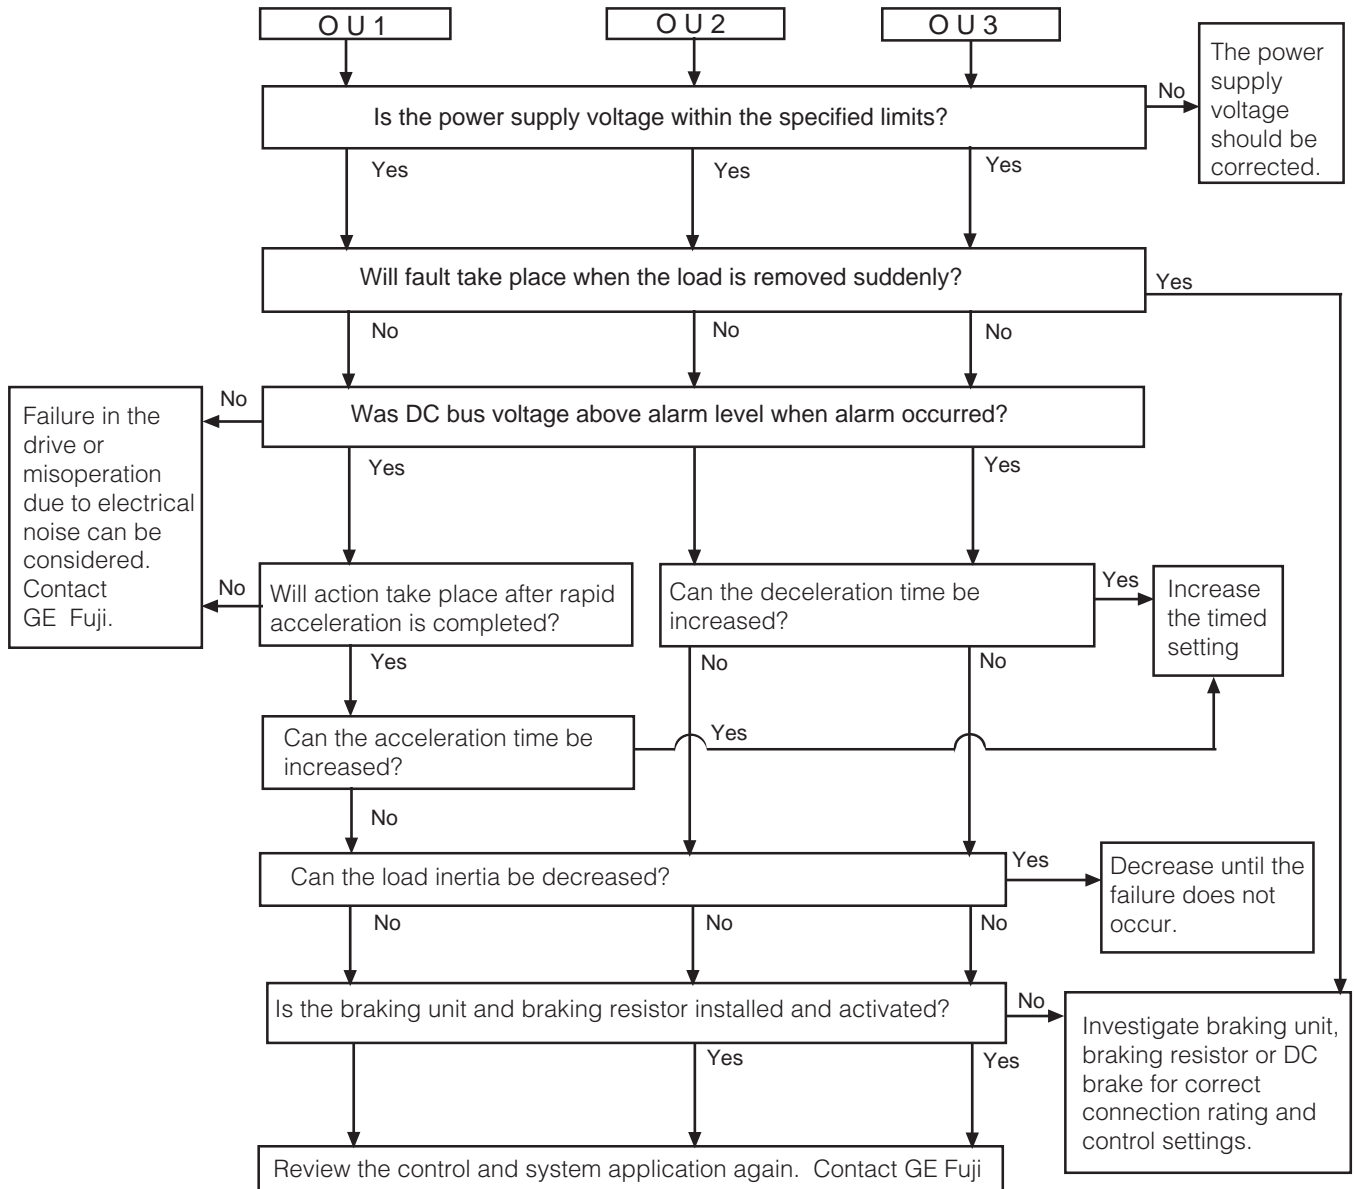 OU1
OU2
OU3
The power
supply
voltage
should be
corrected.
No
Is the power supply voltage within the specified limits?
Yes
Yes
Yes
Will fault take place when the load is removed suddenly?
Yes
No
No
No
Failure in the
drive or
misoperation
due to electrical
noise can be
considered.
Contact
GE Fuji.
No
Was DC bus voltage above alarm level when alarm occurred?
Yes
Yes
No
Will action take place after rapid
acceleration is completed?
Can the deceleration time be
increased?
Yes
Increase
the timed
setting
Yes
No
No
Can the acceleration time be
increased?
Yes
No
Can the load inertia be decreased?
Yes
Decrease until the
failure does not
occur.
No
No
No
Is the braking unit and braking resistor installed and activated?
No
Investigate braking unit,
braking resistor or DC
brake for correct
connection rating and
control settings.
Yes
Yes
Review the control and system application again. Contact GE Fuji